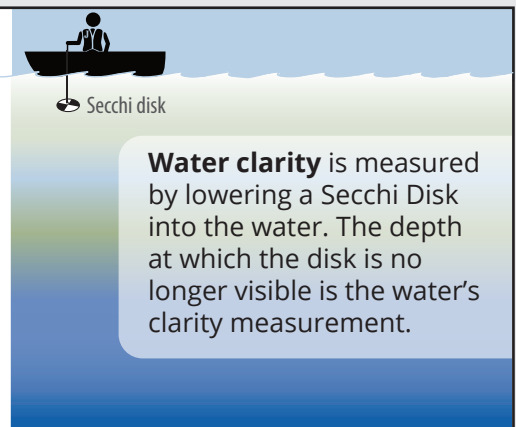 Secchi disk
Water clarity is measured
by lowering a Secchi Disk
into the water. The depth
at which the disk is no
longer visible is the water's
clarity measurement.